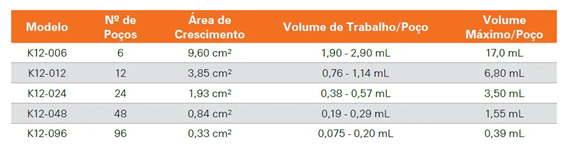 Modelo Nº de Poços Área de Crescimento Volume de Trabalho/Poço Volume Máximo/Poço
K12-006 6 9,60 cm² 1,90 - 2,90 mL 17,0 mL
K12-012 12 3,85 cm² 0,76 - 1,14 mL 6,80 mL
K12-024 24 1,93 cm² 0,38 - 0,57 mL 3,50 mL
K12-048 48 0,84 cm² 0,19 - 0,29 mL 1,55 mL
K12-096 96 0,33 cm² 0,075 - 0,20 mL 0,39 mL